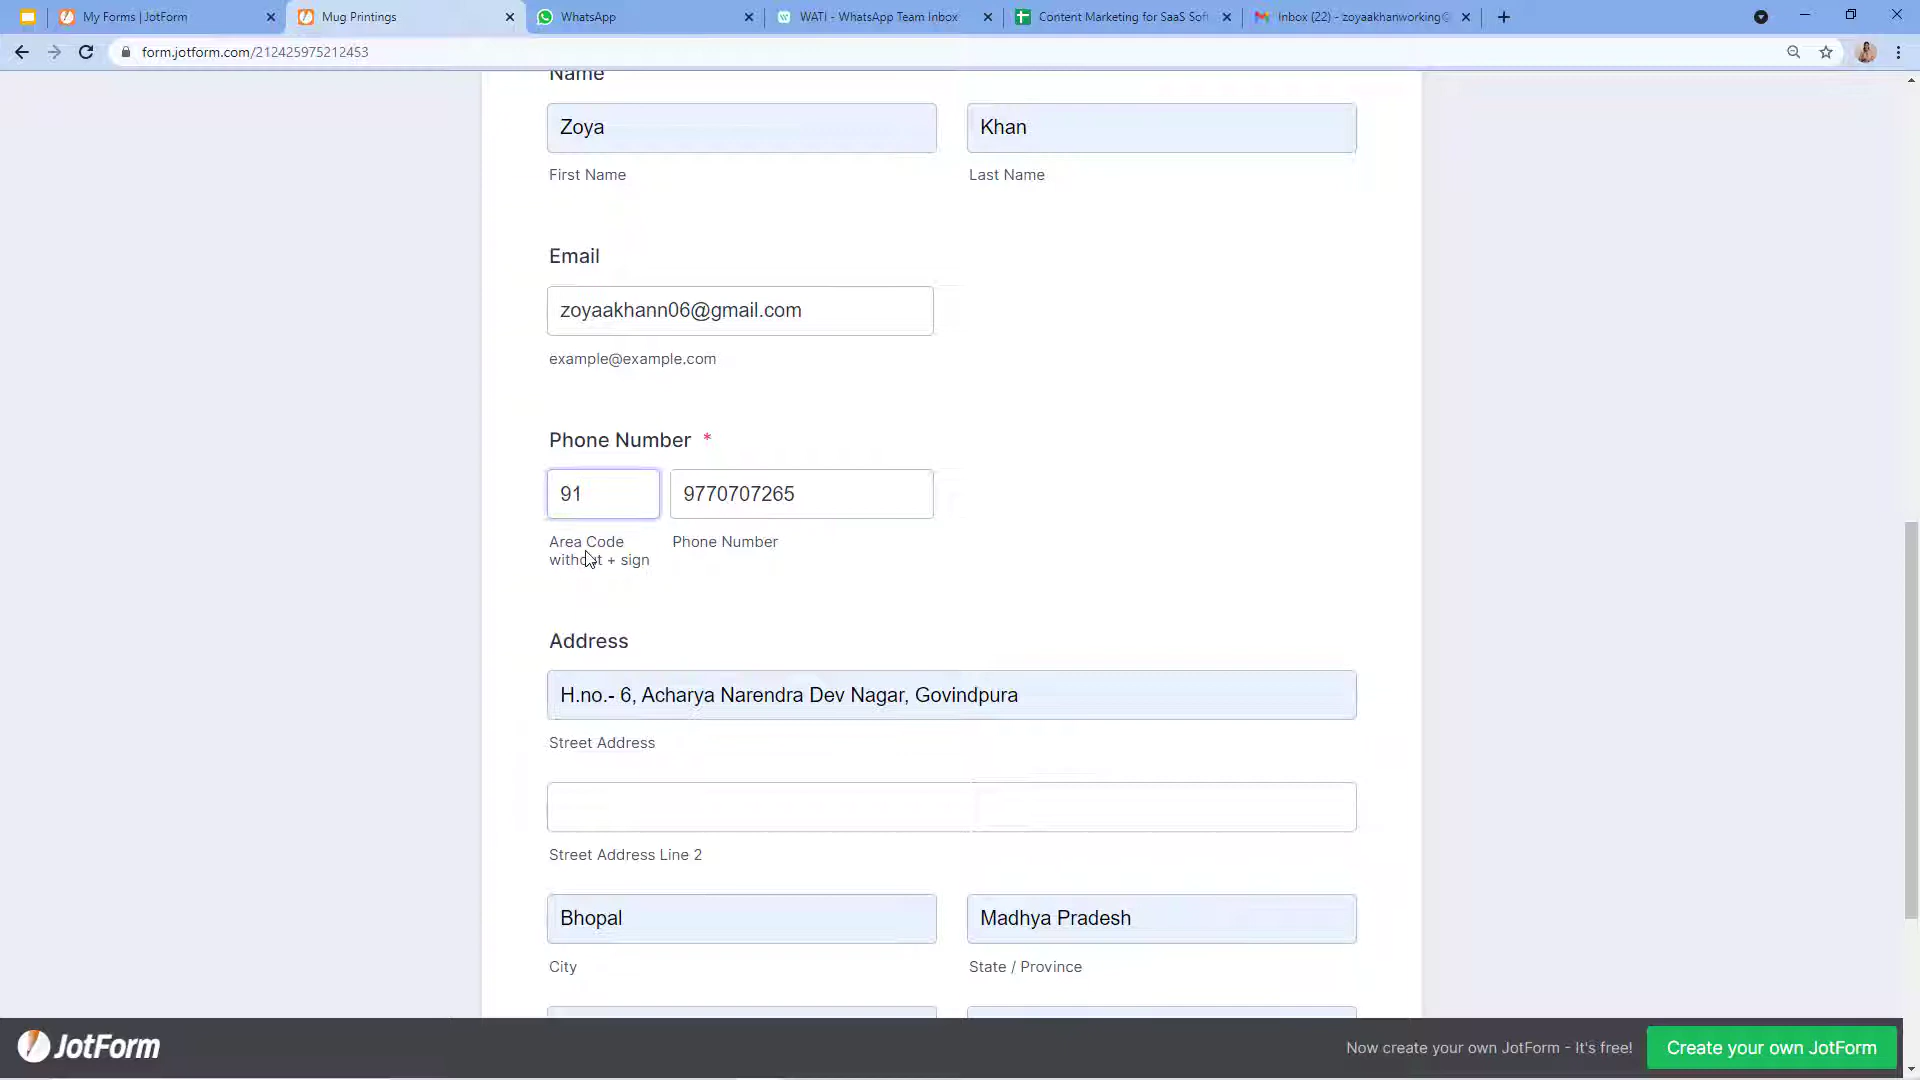 My Forms | JotForm
Mug Printings
WhatsApp
WATI - WhatsApp Team Inbox
Content Marketing for SaaS Sof
Inbox (22) - zoyaakhanworking@
form.jotform.com/212425975212453
Name
Zoya
Khan
First Name
Last Name
Email
zoyaakhann06@gmail.com
example@example.com
Phone Number *
91
9770707265
Area Code without + sign
Phone Number
Address
H.no.- 6, Acharya Narendra Dev Nagar, Govindpura
Street Address
Street Address Line 2
Bhopal
Madhya Pradesh
City
State / Province
JotForm
Now create your own JotForm - It's free!
Create your own JotForm